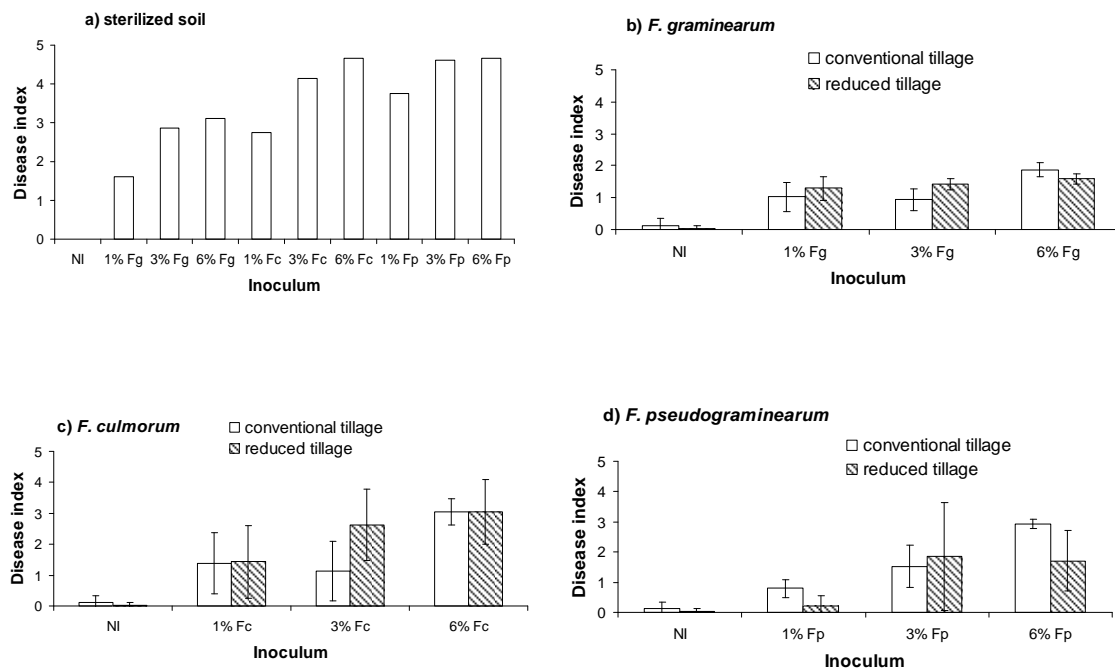 a) sterilized soil
5
4
3
2
1
0
Disease index
NI 1% Fg 3% Fg 6% Fg 1% Fc 3% Fc 6% Fc 1% Fp 3% Fp 6% Fp
Inoculum
b) F. graminearum
conventional tillage
reduced tillage
5
4
3
2
1
0
Disease index
NI 1% Fg 3% Fg 6% Fg
Inoculum
c) F. culmorum
conventional tillage
reduced tillage
5
4
3
2
1
0
Disease index
NI 1% Fc 3% Fc 6% Fc
Inoculum
d) F. pseudograminearum
conventional tillage
reduced tillage
5
4
3
2
1
0
Disease index
NI 1% Fp 3% Fp 6% Fp
Inoculum